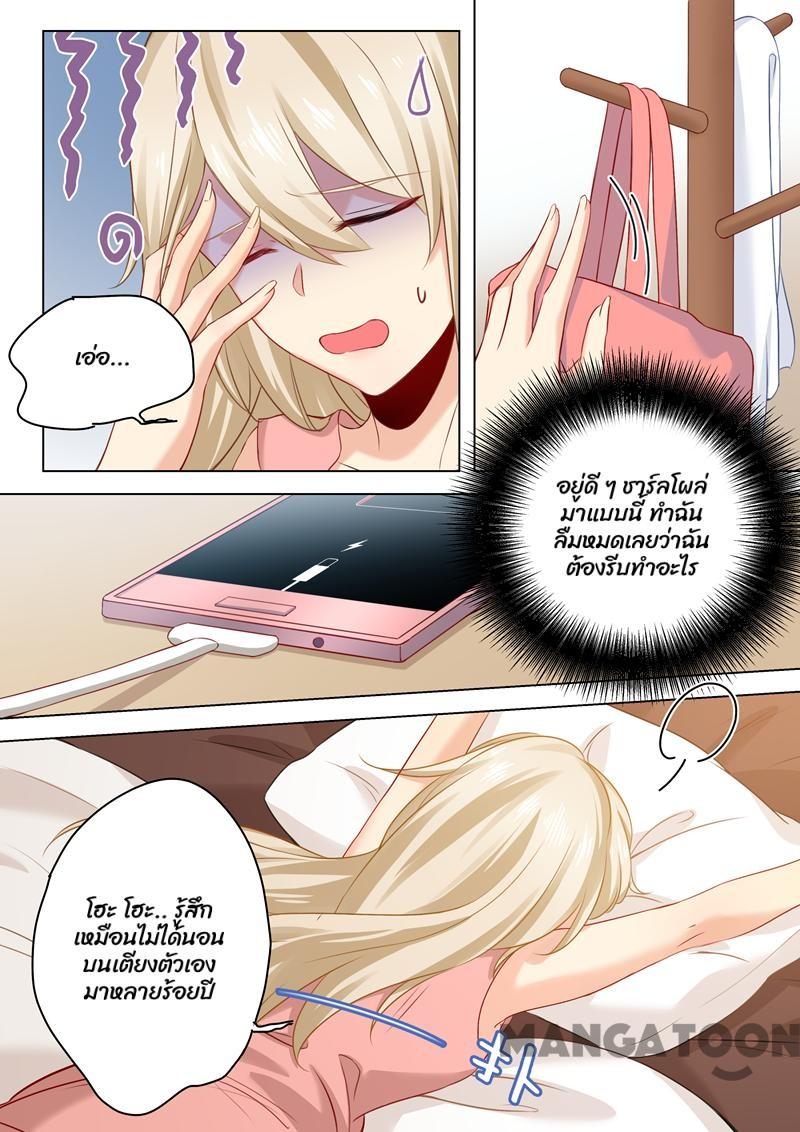 เอ่อ...
อยู่ดี ๆ ชาร์ลโผล่
มาแบบนี้ ทำฉัน
ลืมหมดเลยว่าฉัน
ต้องรีบทำอะไร
โฮะ โฮะ.. รู้สึก
เหมือนไม่ได้นอน
บนเตียงตัวเอง
มาหลายร้อยปี
MANGATOON